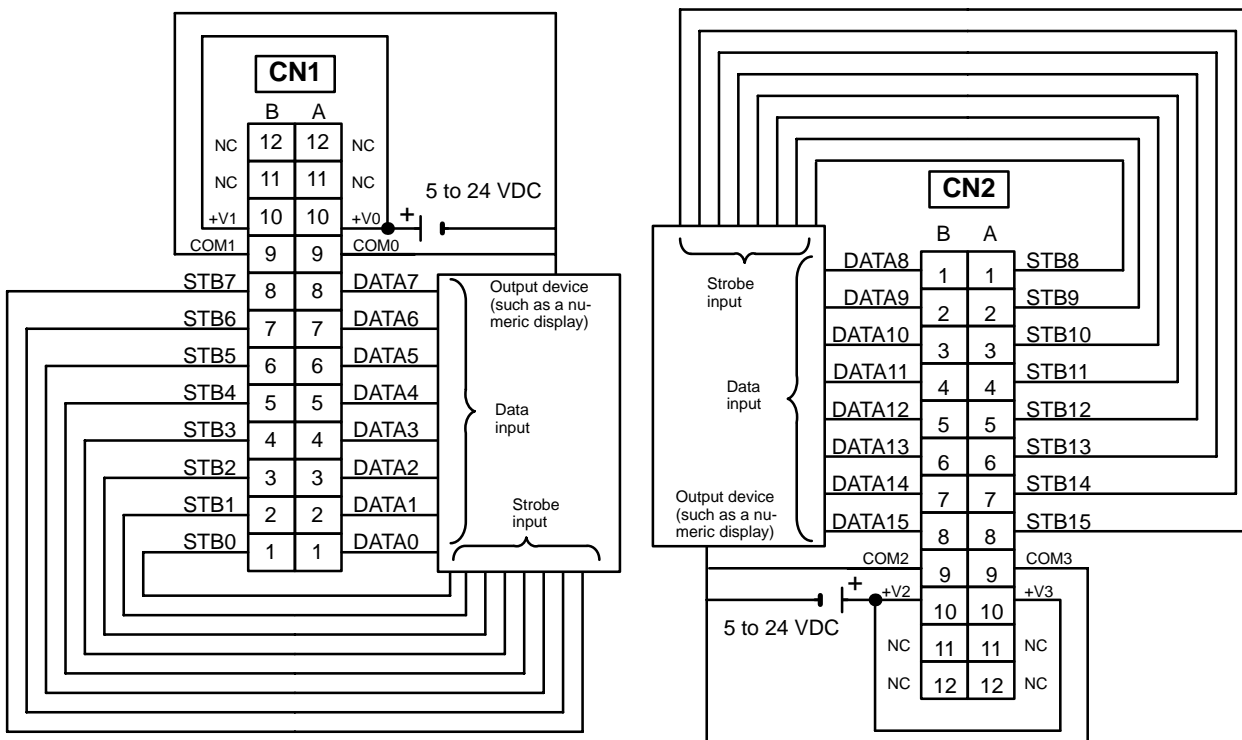 CN1
B A
NC 12 12 NC
NC 11 11 NC
5 to 24 VDC
+V1 10 10 +V0 +
COM1 9 9 COM0
STB7 8 8 DATA7
STB6 7 7 DATA6
STB5 6 6 DATA5
STB4 5 5 DATA4
STB3 4 4 DATA3
STB2 3 3 DATA2
STB1 2 2 DATA1
STB0 1 1 DATA0
Output device
(such as a nu-
meric display)
Data
input
Strobe
input
CN2
B A
DATA8 1 1 STB8
DATA9 2 2 STB9
DATA10 3 3 STB10
DATA11 4 4 STB11
DATA12 5 5 STB12
DATA13 6 6 STB13
DATA14 7 7 STB14
DATA15 8 8 STB15
COM2 9 9 COM3
+ +V2 10 10 +V3
5 to 24 VDC
NC 11 11 NC
NC 12 12 NC
Strobe
input
Data
input
Output device
(such as a nu-
meric display)